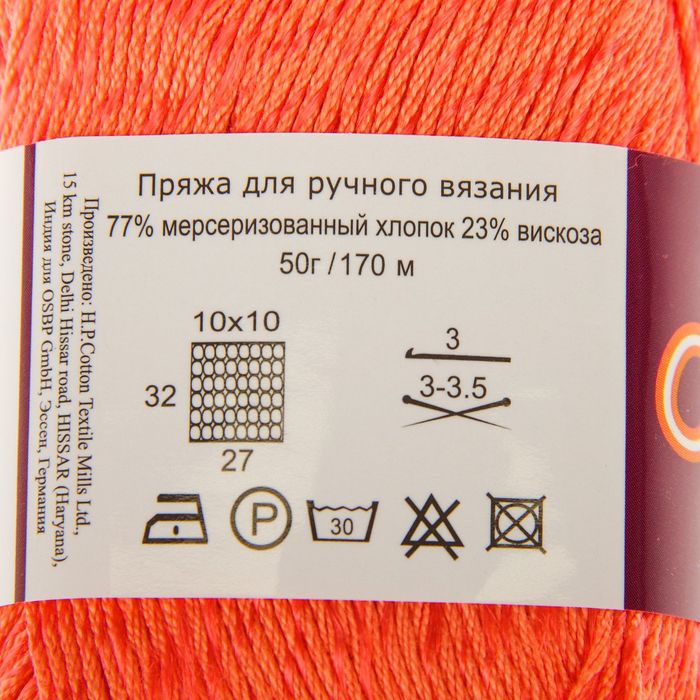 Пряжа для ручного вязания
77% мерсеризованный хлопок 23% вискоза
50г/170 м
10x10
32
27
3
3-3.5
P
30
Произведено: H.P.Cotton Textile Mills Ltd.,
15 km stone, Delhi Hissar road, HISSAR (Haryana),
Индия для OSBP GmbH, Эссен, Германия